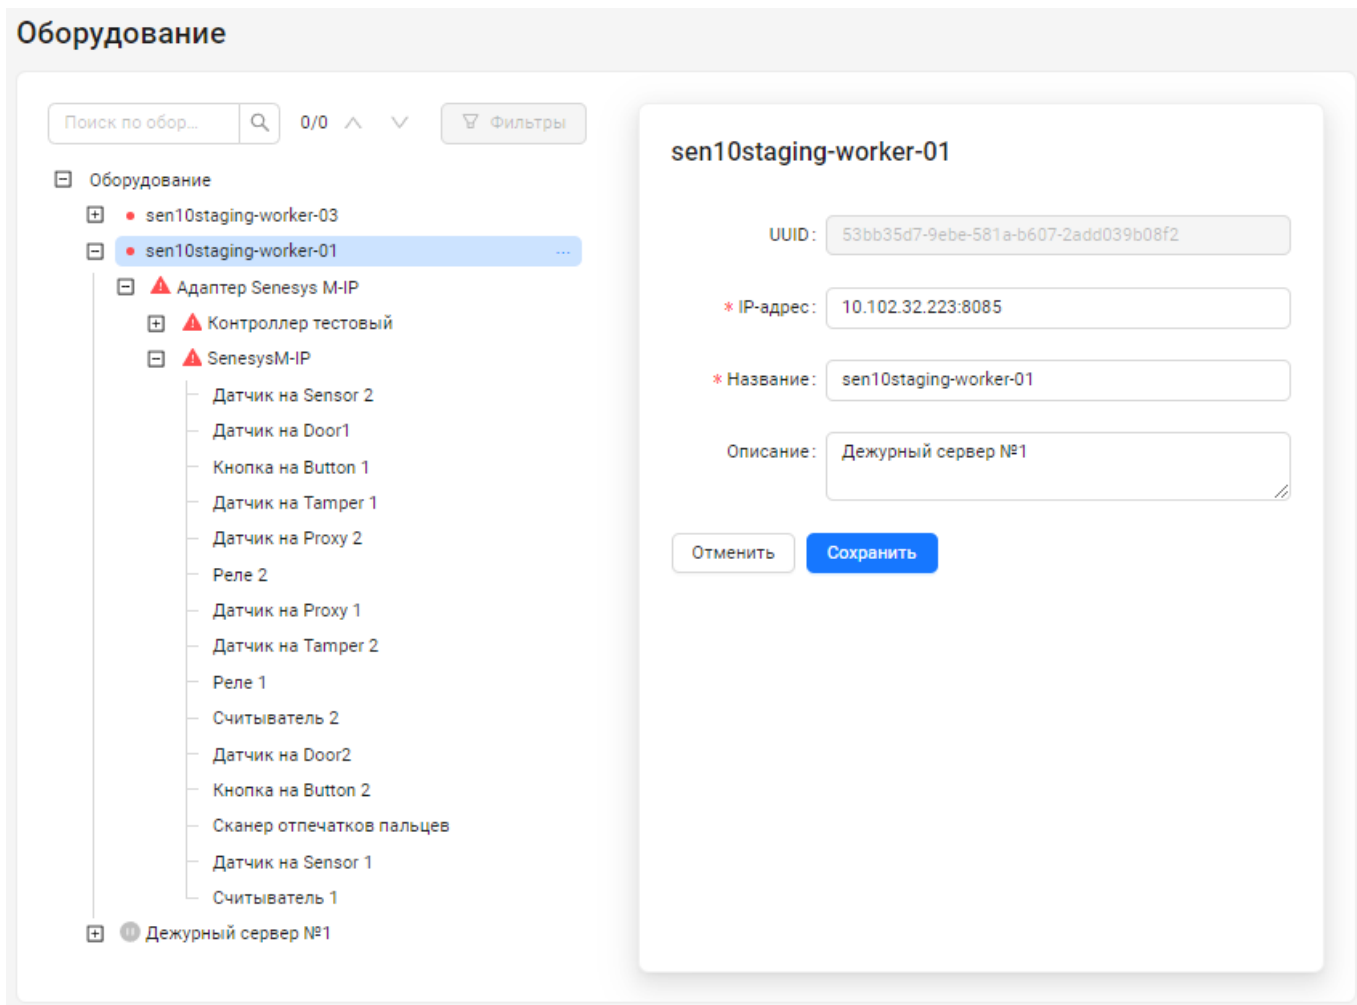 Оборудование
Поиск по обор...
0/0
Фильтры
Оборудование
sen10staging-worker-03
sen10staging-worker-01 ...
Адаптер Senesys M-IP
Контроллер тестовый
SenesysM-IP
Датчик на Sensor 2
Датчик на Door1
Кнопка на Button 1
Датчик на Tamper 1
Датчик на Proxy 2
Реле 2
Датчик на Proxy 1
Датчик на Tamper 2
Реле 1
Считыватель 2
Датчик на Door2
Кнопка на Button 2
Сканер отпечатков пальцев
Датчик на Sensor 1
Считыватель 1
Дежурный сервер №1
sen10staging-worker-01
UUID: 53bb35d7-9ebe-581a-b607-2add039b08f2
* IP-адрес: 10.102.32.223:8085
* Название: sen10staging-worker-01
Описание: Дежурный сервер №1
Отменить Сохранить